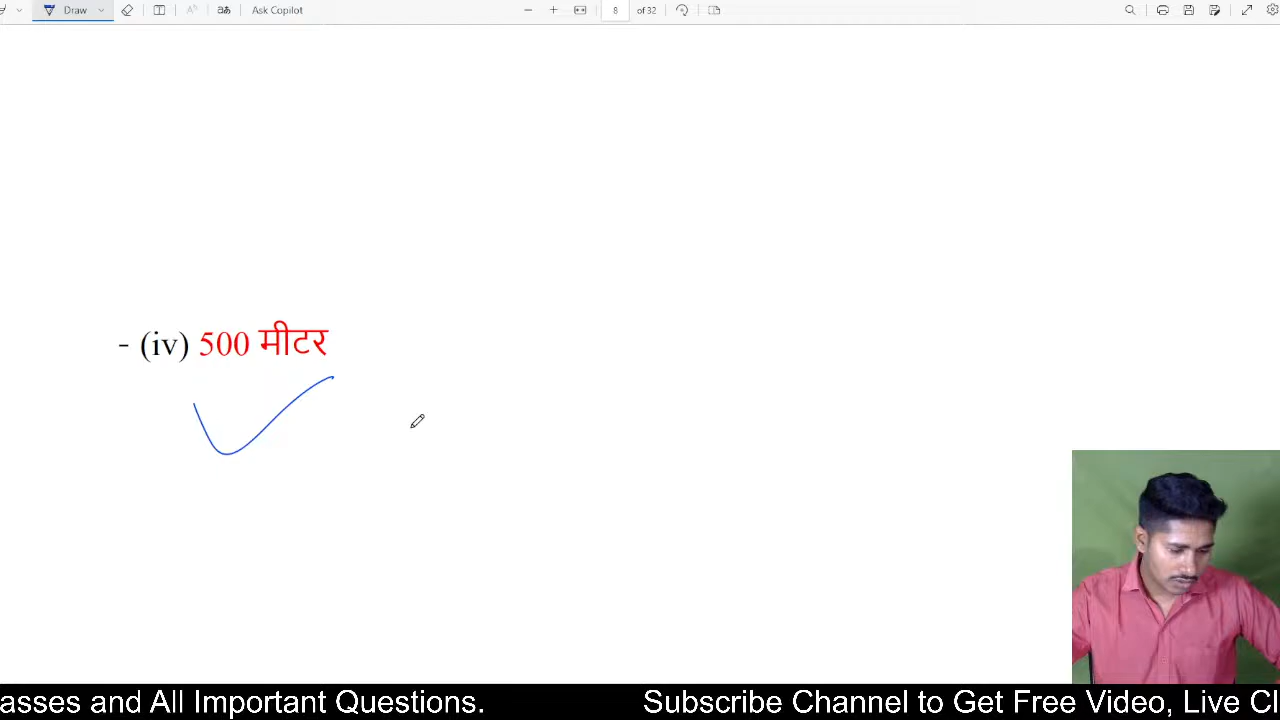 Draw Ask Copilot 8 of 32
- (iv) 500 मीटर
asses and All Important Questions. Subscribe Channel to Get Free Video, Live Cl